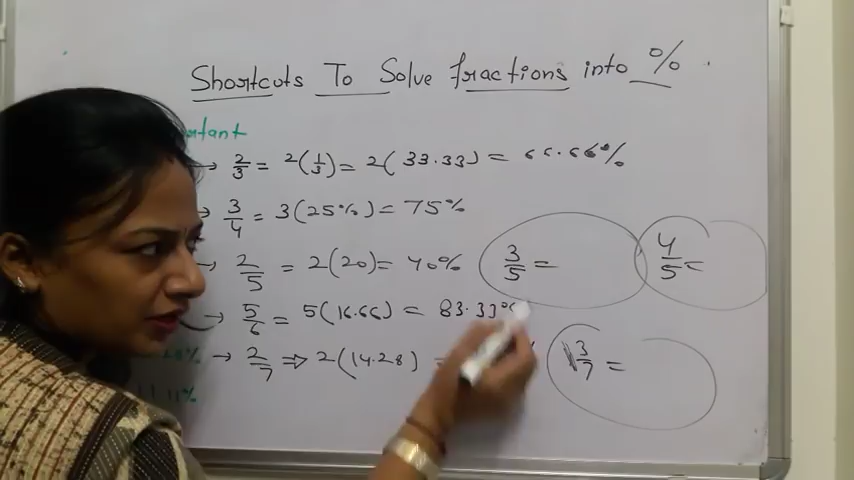 Shortcuts To Solve fractions into %
→ 2/3 = 2(1/3) = 2(33.33) = 66.66%
→ 3/4 = 3(25%) = 75%
→ 2/5 = 2(20) = 40%
3/5 =
4/5 =
→ 5/6 = 5(16.66) = 83.33%
→ 2/7 ⇒ 2(14.28) =
3/7 =